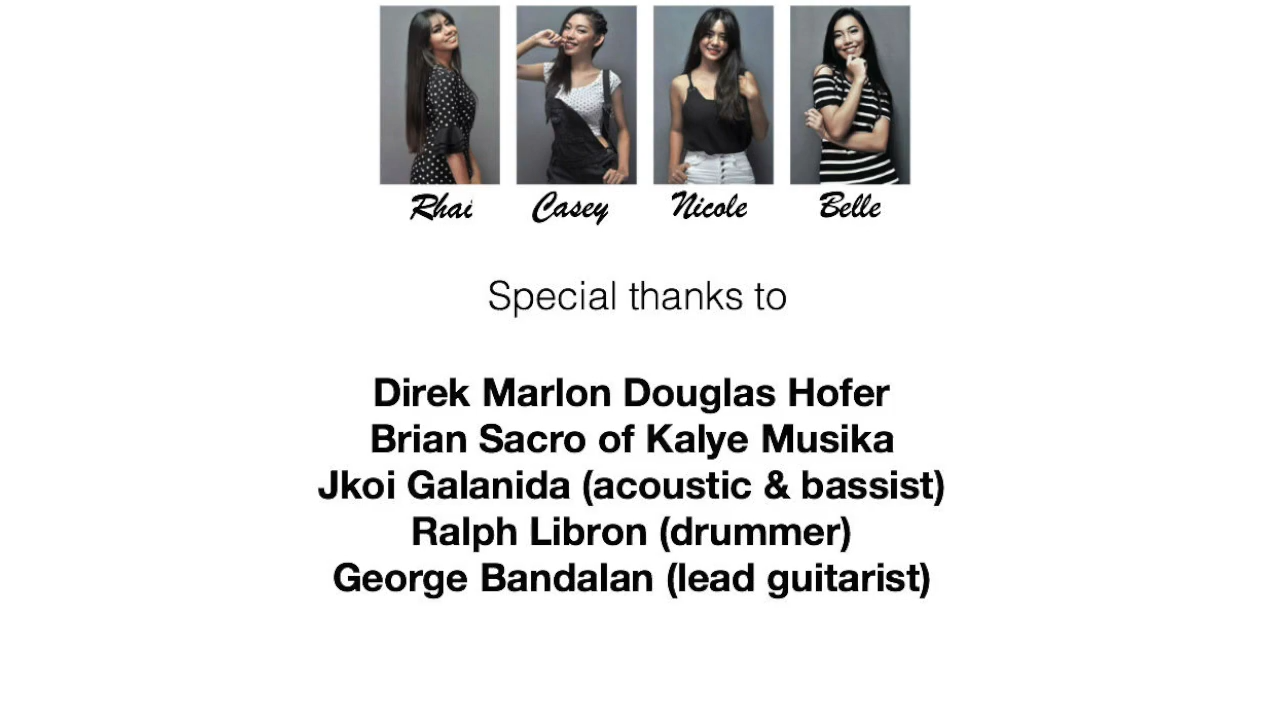 Rhai Casey Nicole Belle
Special thanks to
Direk Marlon Douglas Hofer
Brian Sacro of Kalye Musika
Jkoi Galanida (acoustic & bassist)
Ralph Libron (drummer)
George Bandalan (lead guitarist)